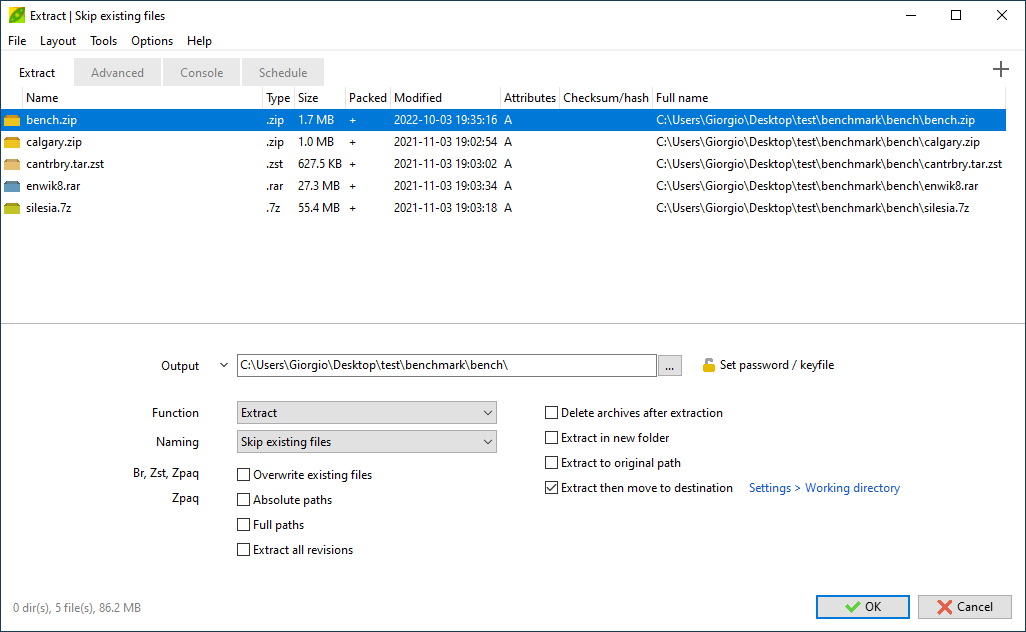 Extract | Skip existing files
File Layout Tools Options Help
Extract Advanced Console Schedule
Name Type Size Packed Modified Attributes Checksum/hash Full name
bench.zip .zip 1.7 MB + 2022-10-03 19:35:16 A C:\Users\Giorgio\Desktop\test\benchmark\bench\bench.zip
calgary.zip .zip 1.0 MB + 2021-11-03 19:02:54 A C:\Users\Giorgio\Desktop\test\benchmark\bench\calgary.zip
cantrbry.tar.zst .zst 627.5 KB + 2021-11-03 19:03:02 A C:\Users\Giorgio\Desktop\test\benchmark\bench\cantrbry.tar.zst
enwik8.rar .rar 27.3 MB + 2021-11-03 19:03:34 A C:\Users\Giorgio\Desktop\test\benchmark\bench\enwik8.rar
silesia.7z .7z 55.4 MB + 2021-11-03 19:03:18 A C:\Users\Giorgio\Desktop\test\benchmark\bench\silesia.7z
Output C:\Users\Giorgio\Desktop\test\benchmark\bench\ ... Set password / keyfile
Function Extract Delete archives after extraction
Naming Skip existing files Extract in new folder
Extract to original path
Br, Zst, Zpaq Overwrite existing files
Extract then move to destination Settings > Working directory
Zpaq Absolute paths
Full paths
Extract all revisions
0 dir(s), 5 file(s), 86.2 MB OK Cancel